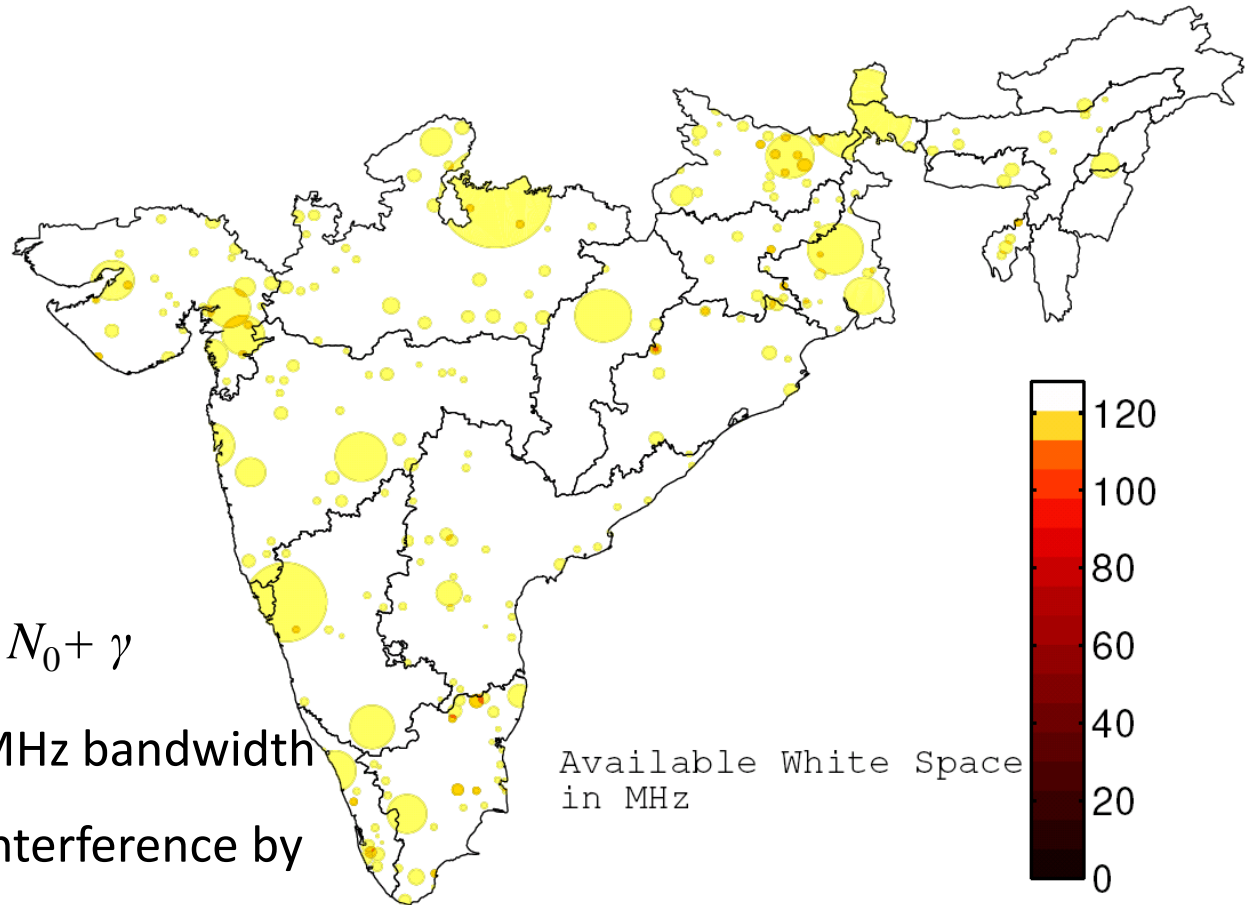 N₀+ γ
MHz bandwidth
nterference by
Available White Space
in MHz
120
100
80
60
40
20
0